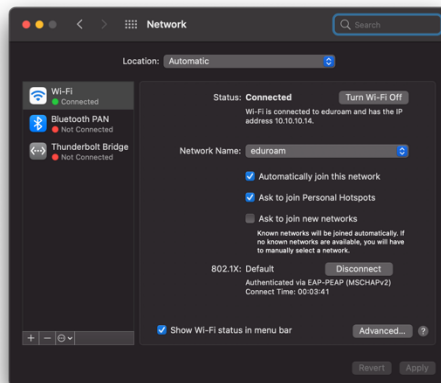 Network
Search
Location: Automatic
Wi-Fi
Connected
Bluetooth PAN
Not Connected
Thunderbolt Bridge
Not Connected
Status: Connected
Turn Wi-Fi Off
Wi-Fi is connected to eduroam and has the IP
address 10.10.10.14.
Network Name: eduroam
Automatically join this network
Ask to join Personal Hotspots
Ask to join new networks
Known networks will be joined automatically. If
no known networks are available, you will have
to manually select a network.
802.1X: Default
Disconnect
Authenticated via EAP-PEAP (MSCHAPv2)
Connect Time: 00:03:41
Show Wi-Fi status in menu bar
Advanced...
?
Revert
Apply